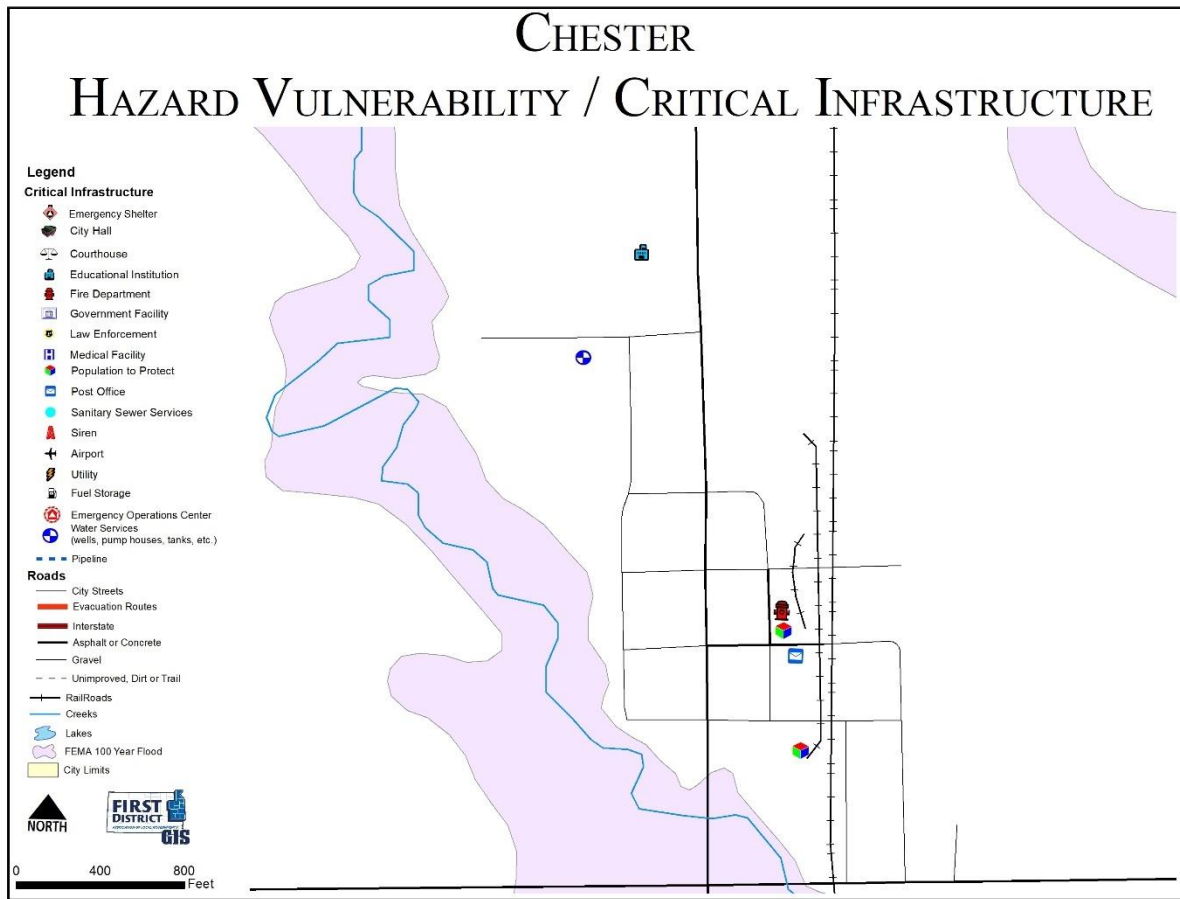 CHESTER
HAZARD VULNERABILITY / CRITICAL INFRASTRUCTURE
Legend
Critical Infrastructure
Emergency Shelter
City Hall
Courthouse
Educational Institution
Fire Department
Government Facility
Law Enforcement
Medical Facility
Population to Protect
Post Office
Sanitary Sewer Services
Siren
Airport
Utility
Fuel Storage
Emergency Operations Center
Water Services
(wells, pump houses, tanks, etc.)
Pipeline
Roads
City Streets
Evacuation Routes
Interstate
Asphalt or Concrete
Gravel
Unimproved, Dirt or Trail
RailRoads
Creeks
Lakes
FEMA 100 Year Flood
City Limits
NORTH
FIRST
DISTRICT
ASSOCIATION OF LOCAL GOVERNMENTS
GIS
0 400 800
Feet